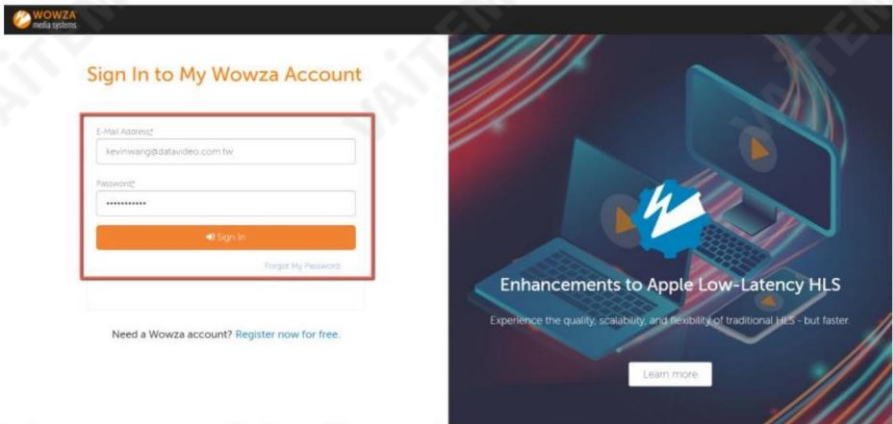 WOWZA
media systems
Sign In to My Wowza Account
E-Mail Address*
kevinwang@datavideo.com.tw
Password*
•••••••••••
Sign In
Forgot My Password
Need a Wowza account? Register now for free.
Enhancements to Apple Low-Latency HLS
Experience the quality, scalability, and flexibility of traditional HLS - but faster.
Learn more